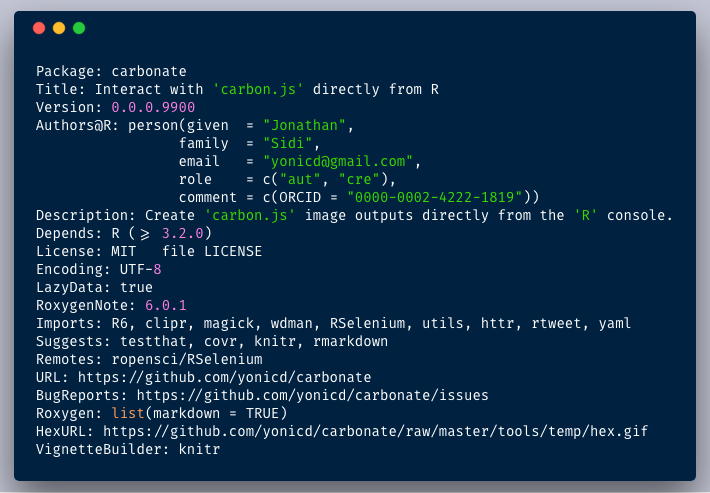 Package: carbonate
Title: Interact with 'carbon.js' directly from R
Version: 0.0.0.9900
Authors@R: person(given  = "Jonathan",
                 family  = "Sidi",
                 email   = "yonicd@gmail.com",
                 role    = c("aut", "cre"),
                 comment = c(ORCID = "0000-0002-4222-1819"))
Description: Create 'carbon.js' image outputs directly from the 'R' console.
Depends: R (>= 3.2.0)
License: MIT   file LICENSE
Encoding: UTF-8
LazyData: true
RoxygenNote: 6.0.1
Imports: R6, clipr, magick, wdman, RSelenium, utils, httr, rtweet, yaml
Suggests: testthat, covr, knitr, rmarkdown
Remotes: ropensci/RSelenium
URL: https://github.com/yonicd/carbonate
BugReports: https://github.com/yonicd/carbonate/issues
Roxygen: list(markdown = TRUE)
HexURL: https://github.com/yonicd/carbonate/raw/master/tools/temp/hex.gif
VignetteBuilder: knitr